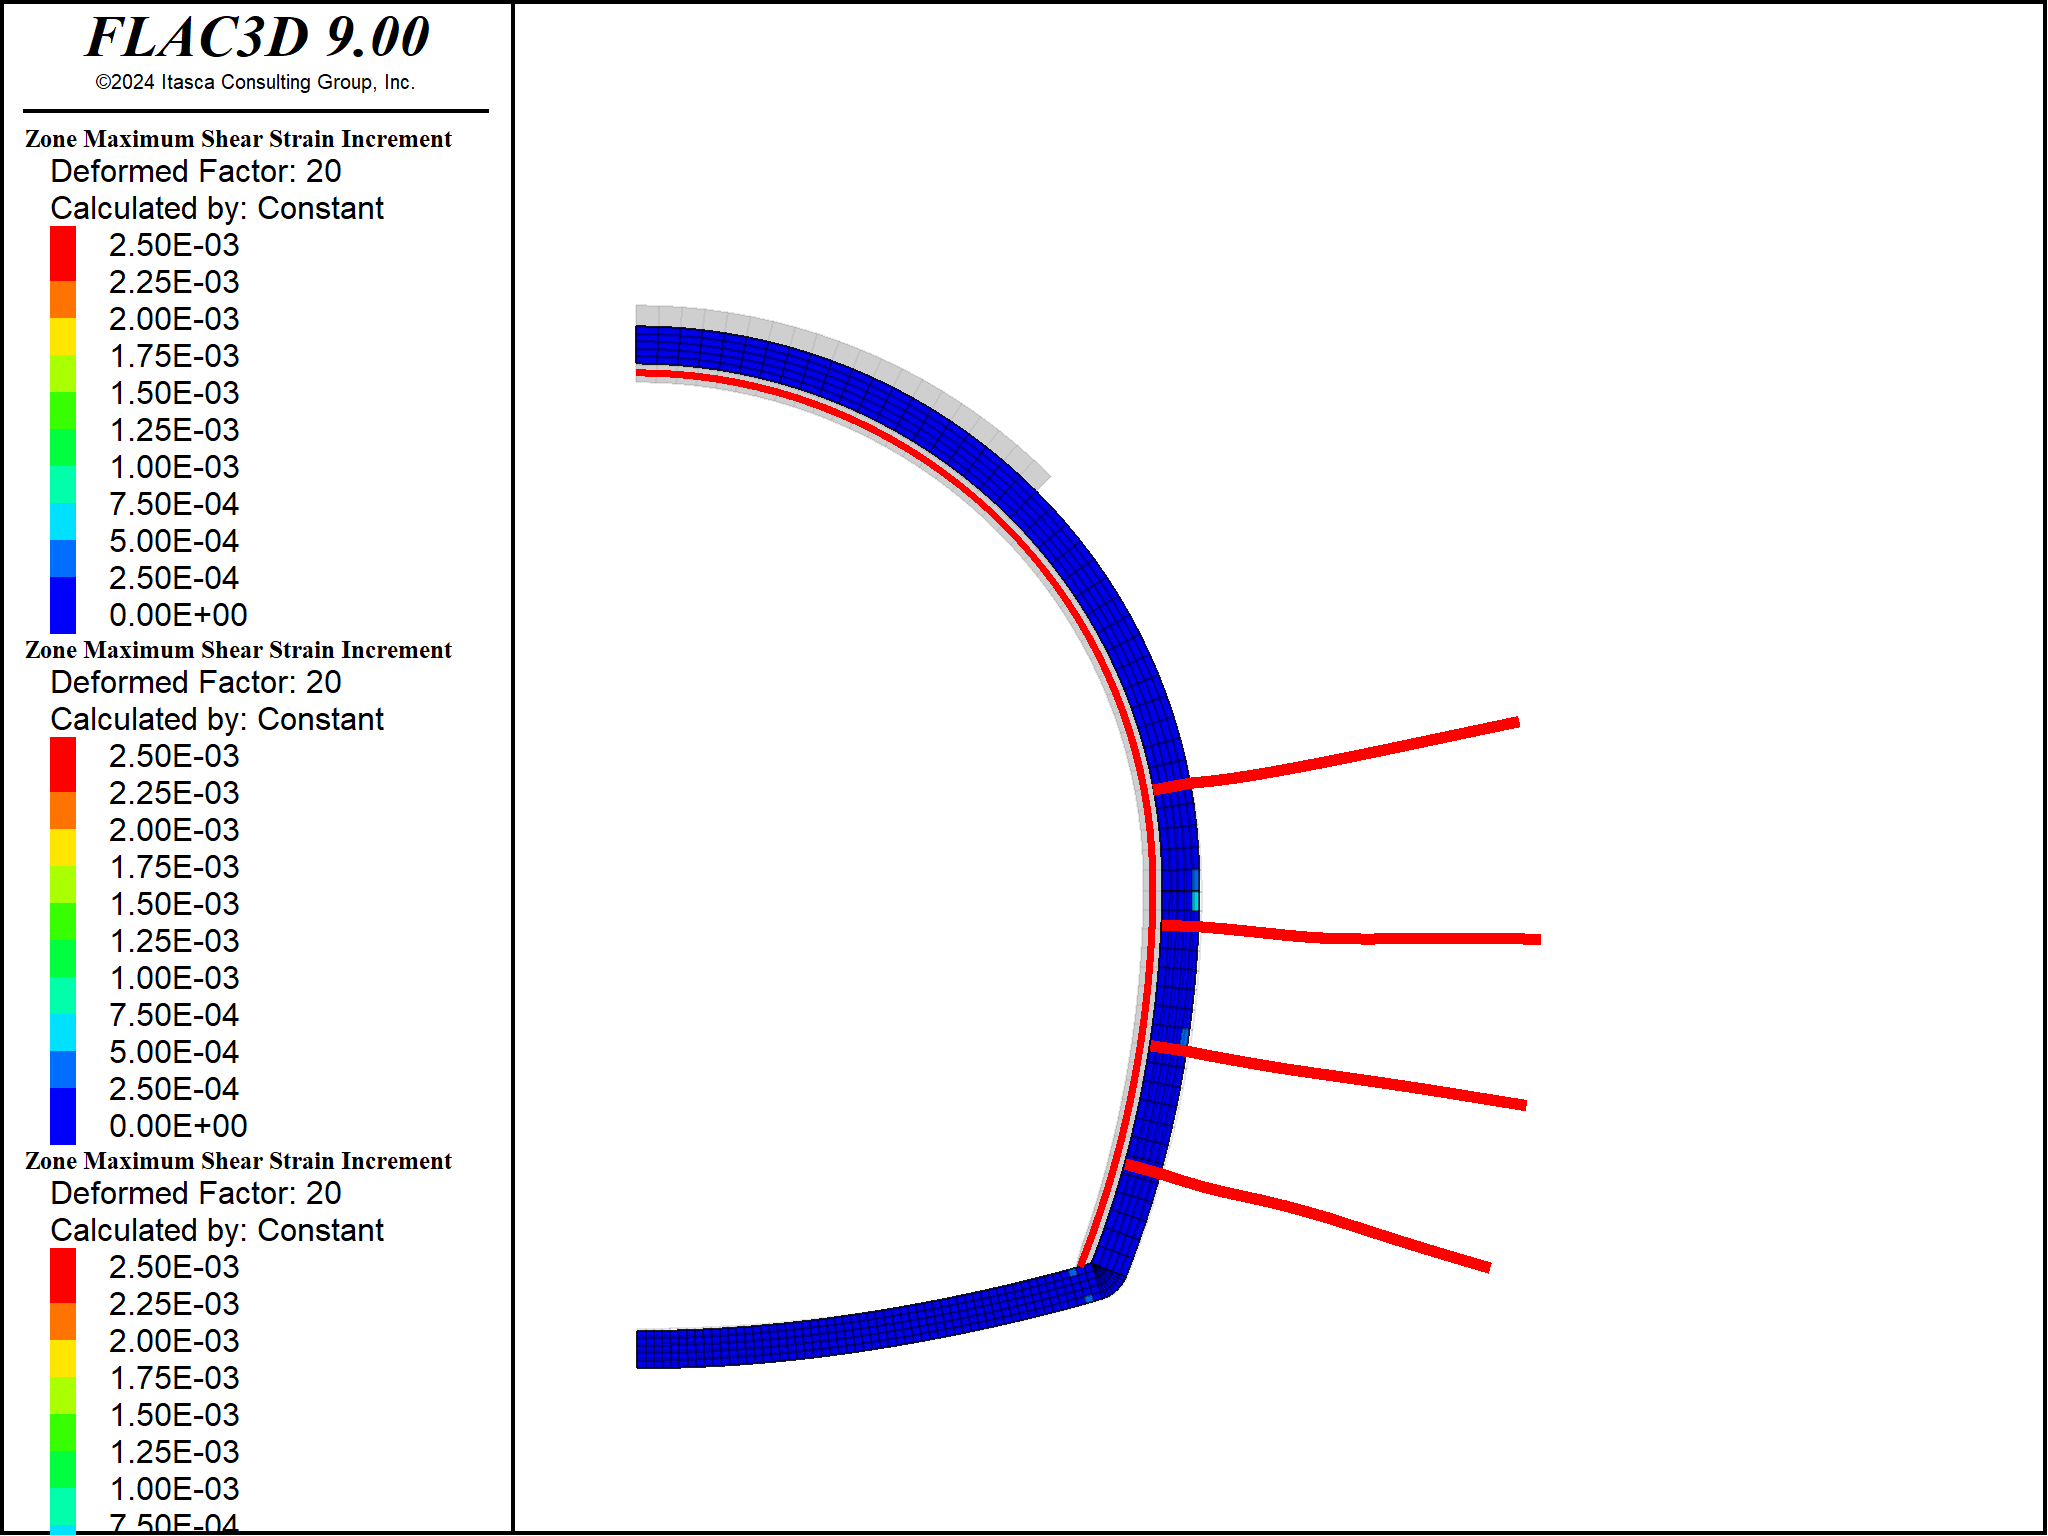 FLAC3D 9.00
©2024 Itasca Consulting Group, Inc.
Zone Maximum Shear Strain Increment
Deformed Factor: 20
Calculated by: Constant
2.50E-03
2.25E-03
2.00E-03
1.75E-03
1.50E-03
1.25E-03
1.00E-03
7.50E-04
5.00E-04
2.50E-04
0.00E+00
Zone Maximum Shear Strain Increment
Deformed Factor: 20
Calculated by: Constant
2.50E-03
2.25E-03
2.00E-03
1.75E-03
1.50E-03
1.25E-03
1.00E-03
7.50E-04
5.00E-04
2.50E-04
0.00E+00
Zone Maximum Shear Strain Increment
Deformed Factor: 20
Calculated by: Constant
2.50E-03
2.25E-03
2.00E-03
1.75E-03
1.50E-03
1.25E-03
1.00E-03
7.50E-04